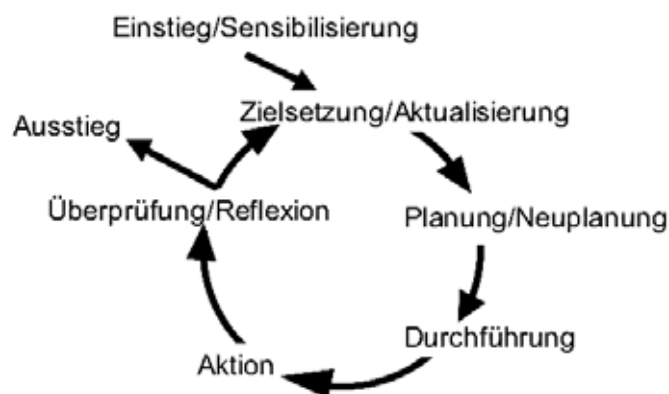 Einstieg/Sensibilisierung
Zielsetzung/Aktualisierung
Ausstieg
Überprüfung/Reflexion
Planung/Neuplanung
Durchführung
Aktion